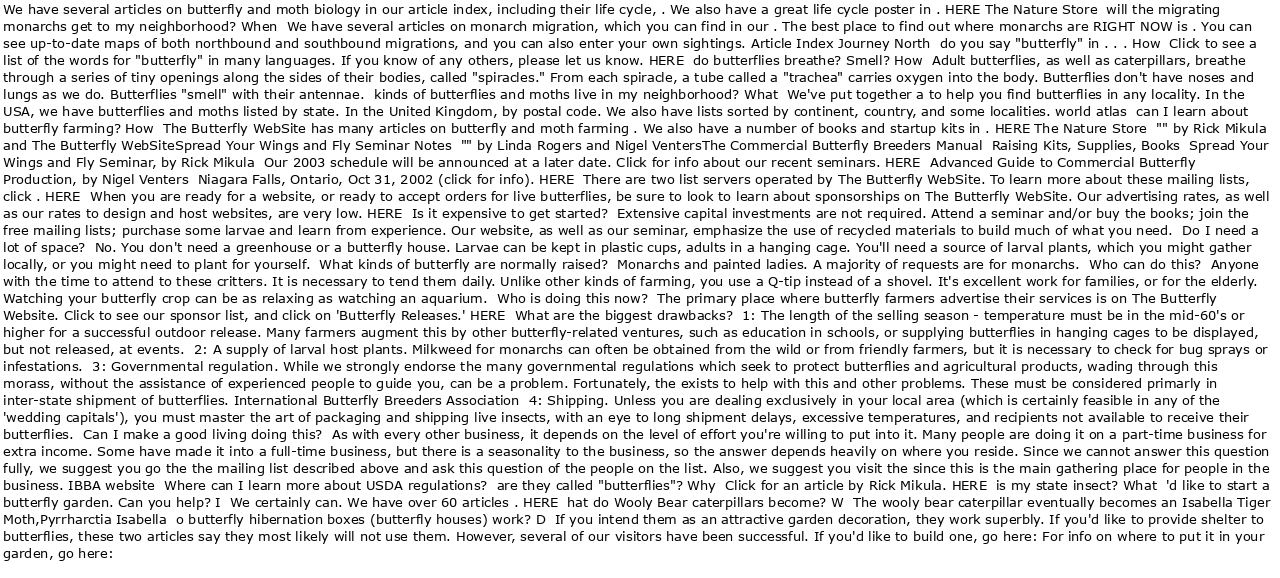 We have several articles on butterfly and moth biology in our article index, including their life cycle, . We also have a great life cycle poster in . HERE The Nature Store  will the migrating
monarchs get to my neighborhood? When  We have several articles on monarch migration, which you can find in our . The best place to find out where monarchs are RIGHT NOW is . You can
see up-to-date maps of both northbound and southbound migrations, and you can also enter your own sightings. Article Index Journey North  do you say "butterfly" in . . . How  Click to see a
list of the words for "butterfly" in many languages. If you know of any others, please let us know. HERE  do butterflies breathe? Smell? How  Adult butterflies, as well as caterpillars, breathe
through a series of tiny openings along the sides of their bodies, called "spiracles." From each spiracle, a tube called a "trachea" carries oxygen into the body. Butterflies don't have noses and
lungs as we do. Butterflies "smell" with their antennae.  kinds of butterflies and moths live in my neighborhood? What  We've put together a to help you find butterflies in any locality. In the
USA, we have butterflies and moths listed by state. In the United Kingdom, by postal code. We also have lists sorted by continent, country, and some localities. world atlas  can I learn about
butterfly farming? How  The Butterfly WebSite has many articles on butterfly and moth farming . We also have a number of books and startup kits in . HERE The Nature Store  "" by Rick Mikula
and The Butterfly WebSiteSpread Your Wings and Fly Seminar Notes  "" by Linda Rogers and Nigel VentersThe Commercial Butterfly Breeders Manual  Raising Kits, Supplies, Books  Spread Your
Wings and Fly Seminar, by Rick Mikula  Our 2003 schedule will be announced at a later date. Click for info about our recent seminars. HERE  Advanced Guide to Commercial Butterfly
Production, by Nigel Venters  Niagara Falls, Ontario, Oct 31, 2002 (click for info). HERE  There are two list servers operated by The Butterfly WebSite. To learn more about these mailing lists,
click . HERE  When you are ready for a website, or ready to accept orders for live butterflies, be sure to look to learn about sponsorships on The Butterfly WebSite. Our advertising rates, as well
as our rates to design and host websites, are very low. HERE  Is it expensive to get started?  Extensive capital investments are not required. Attend a seminar and/or buy the books; join the
free mailing lists; purchase some larvae and learn from experience. Our website, as well as our seminar, emphasize the use of recycled materials to build much of what you need.  Do I need a
lot of space?  No. You don't need a greenhouse or a butterfly house. Larvae can be kept in plastic cups, adults in a hanging cage. You'll need a source of larval plants, which you might gather
locally, or you might need to plant for yourself.  What kinds of butterfly are normally raised?  Monarchs and painted ladies. A majority of requests are for monarchs.  Who can do this?  Anyone
with the time to attend to these critters. It is necessary to tend them daily. Unlike other kinds of farming, you use a Q-tip instead of a shovel. It's excellent work for families, or for the elderly.
Watching your butterfly crop can be as relaxing as watching an aquarium.  Who is doing this now?  The primary place where butterfly farmers advertise their services is on The Butterfly
Website. Click to see our sponsor list, and click on 'Butterfly Releases.' HERE  What are the biggest drawbacks?  1: The length of the selling season - temperature must be in the mid-60's or
higher for a successful outdoor release. Many farmers augment this by other butterfly-related ventures, such as education in schools, or supplying butterflies in hanging cages to be displayed,
but not released, at events.  2: A supply of larval host plants. Milkweed for monarchs can often be obtained from the wild or from friendly farmers, but it is necessary to check for bug sprays or
infestations.  3: Governmental regulation. While we strongly endorse the many governmental regulations which seek to protect butterflies and agricultural products, wading through this
morass, without the assistance of experienced people to guide you, can be a problem. Fortunately, the exists to help with this and other problems. These must be considered primarly in
inter-state shipment of butterflies. International Butterfly Breeders Association  4: Shipping. Unless you are dealing exclusively in your local area (which is certainly feasible in any of the
'wedding capitals'), you must master the art of packaging and shipping live insects, with an eye to long shipment delays, excessive temperatures, and recipients not available to receive their
butterflies.  Can I make a good living doing this?  As with every other business, it depends on the level of effort you're willing to put into it. Many people are doing it on a part-time business for
extra income. Some have made it into a full-time business, but there is a seasonality to the business, so the answer depends heavily on where you reside. Since we cannot answer this question
fully, we suggest you go the the mailing list described above and ask this question of the people on the list. Also, we suggest you visit the since this is the main gathering place for people in the
business. IBBA website  Where can I learn more about USDA regulations?  are they called "butterflies"? Why  Click for an article by Rick Mikula. HERE  is my state insect? What  'd like to start a
butterfly garden. Can you help? I  We certainly can. We have over 60 articles . HERE  hat do Wooly Bear caterpillars become? W  The wooly bear caterpillar eventually becomes an Isabella Tiger
Moth,Pyrrharctia Isabella  o butterfly hibernation boxes (butterfly houses) work? D  If you intend them as an attractive garden decoration, they work superbly. If you'd like to provide shelter to
butterflies, these two articles say they most likely will not use them. However, several of our visitors have been successful. If you'd like to build one, go here: For info on where to put it in your
garden, go here: